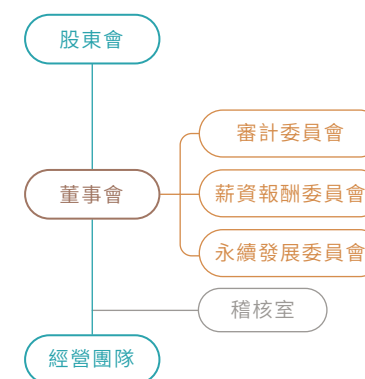 股東會
審計委員會
董事會
薪資報酬委員會
永續發展委員會
稽核室
經營團隊